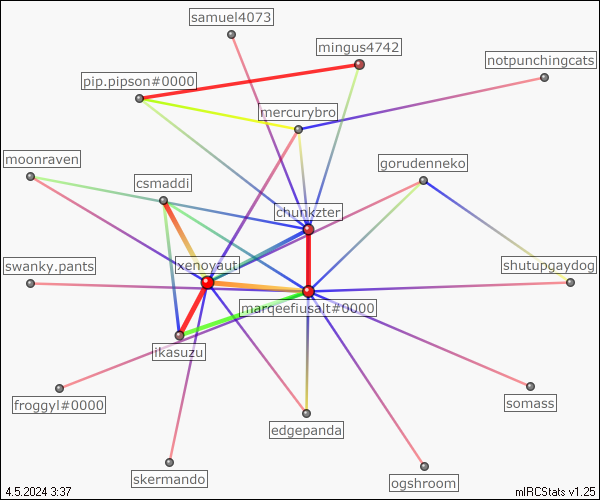 samuel4073
mingus4742
notpunchingcats
pip.pipson#0000
mercurybro
moonraven
gorudenneko
csmaddi
chunkzter
xenoyaut
swanky.pants
shutupgaydog
marqeefiusalt#0000
ikasuzu
froggyl#0000
somass
edgepanda
skermando
ogshroom
4.5.2024 3:37
mIRCStats v1.25